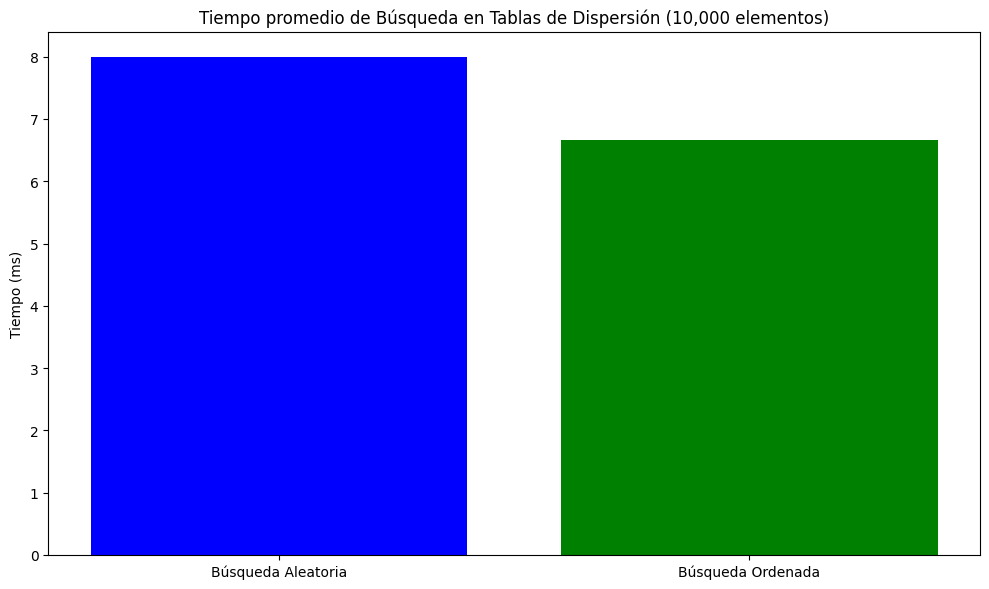 Tiempo promedio de Búsqueda en Tablas de Dispersión (10,000 elementos)
Tiempo (ms)
8
7
6
5
4
3
2
1
0
Búsqueda Aleatoria
Búsqueda Ordenada